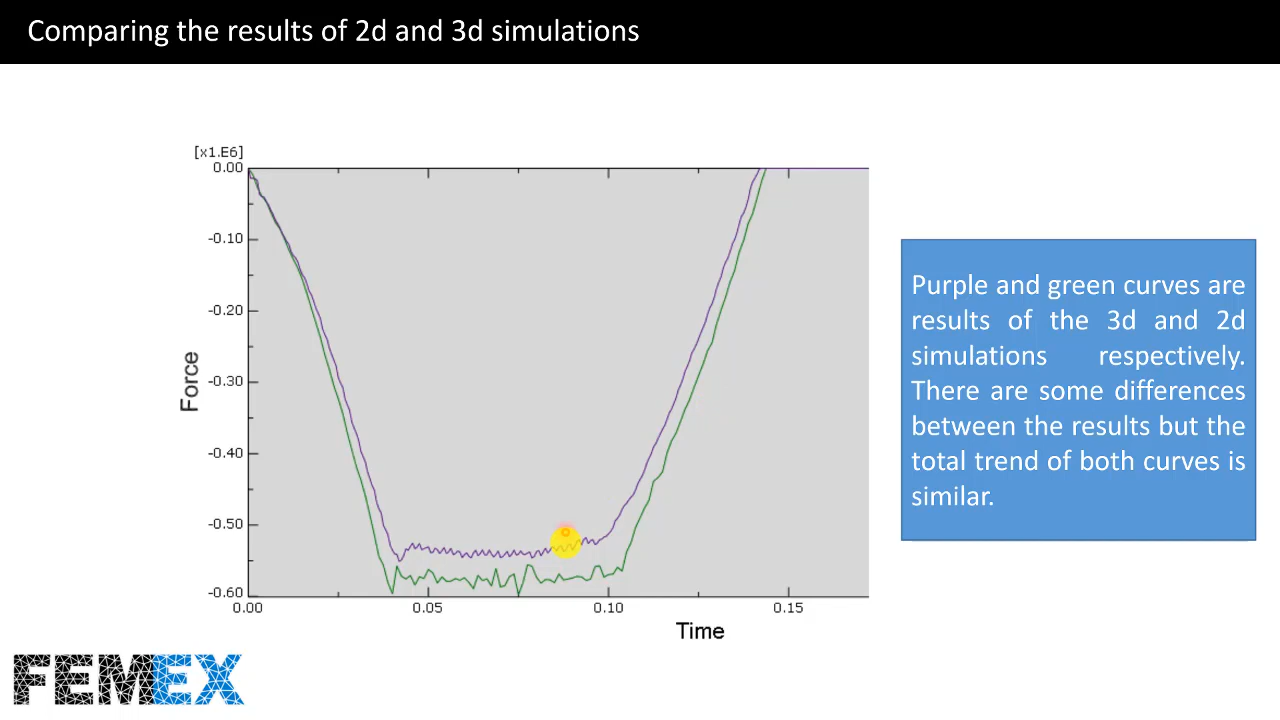 Comparing the results of 2d and 3d simulations
[x1.E6]
0.00
-0.10
-0.20
-0.30
-0.40
-0.50
-0.60
Force
0.00 0.05 0.10 0.15
Time
Purple and green curves are
results of the 3d and 2d
simulations respectively.
There are some differences
between the results but the
total trend of both curves is
similar.
FEMEX